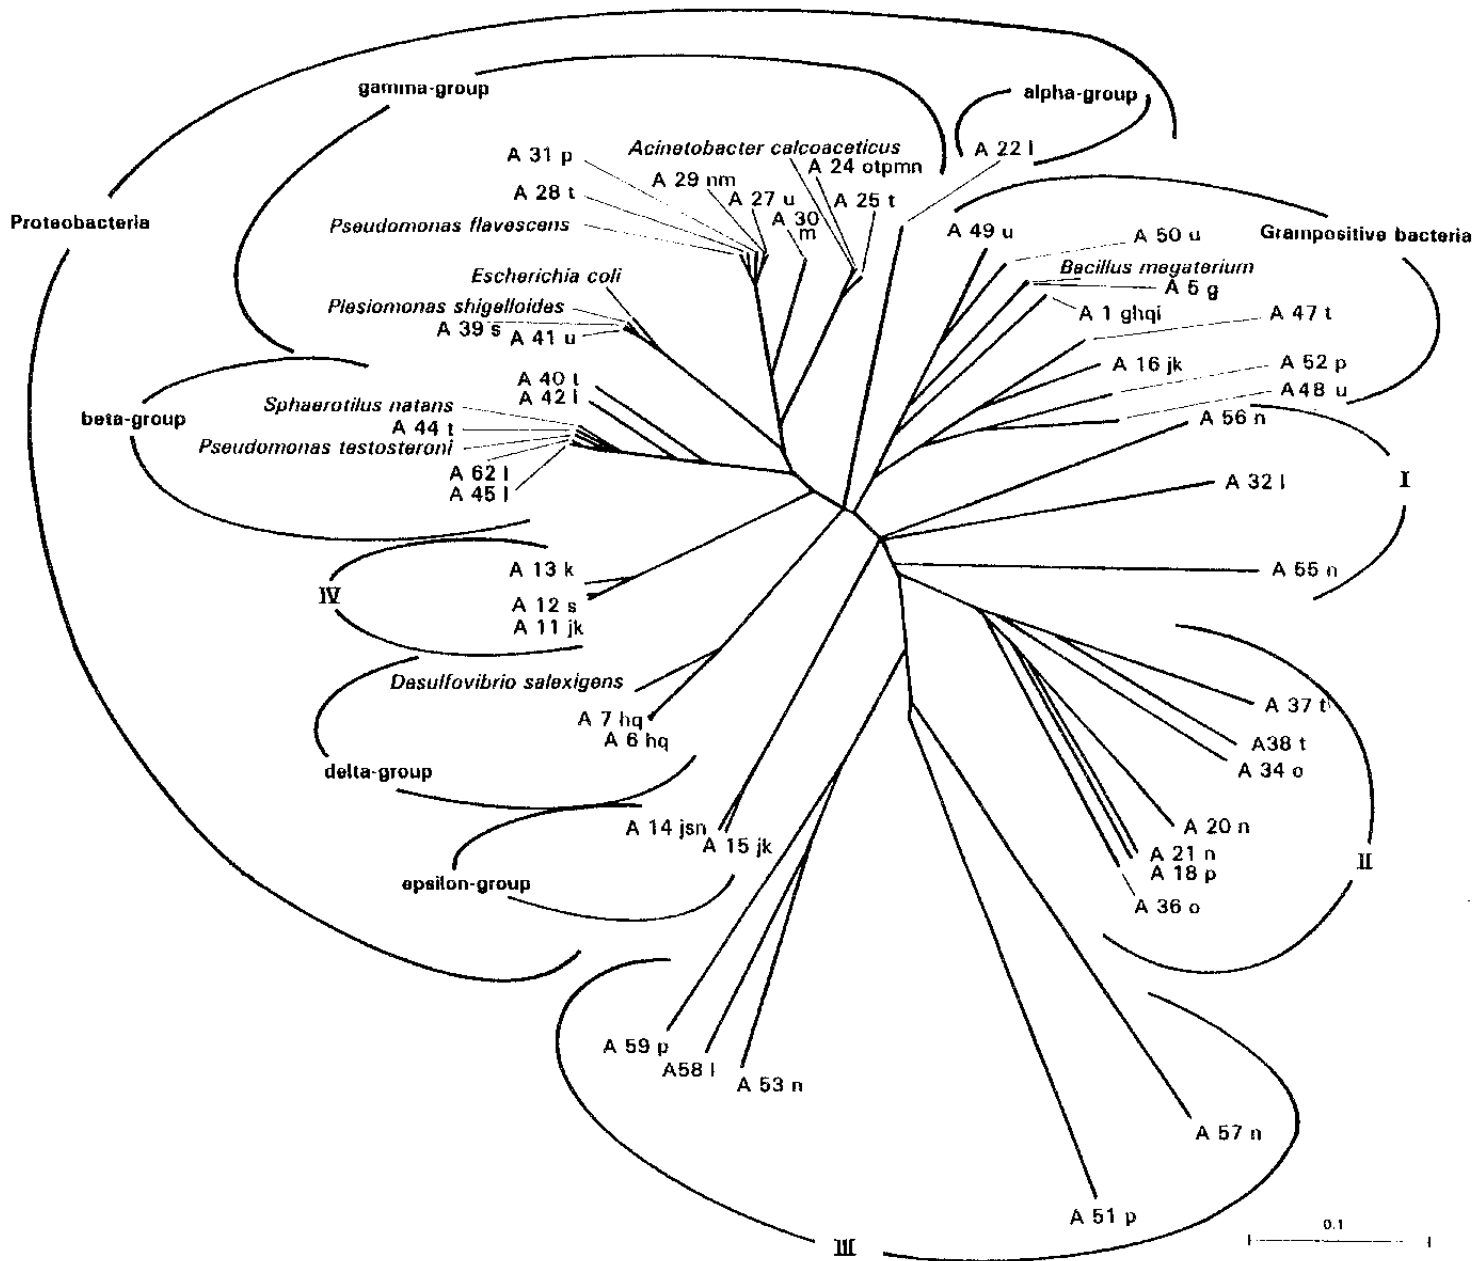 gamma-group
alpha-group
A 31 p
Acinetobacter calcoaceticus
A 24 otpmn
A 22 l
A 29 nm
A 28 t
A 27 u
A 25 t
A 30
m
Proteobacteria
Pseudomonas flavescens
A 49 u
A 50 u
Grampositive bacteria
Escherichia coli
Bacillus megaterium
A 5 g
Plesiomonas shigelloides
A 39 s
A 41 u
A 1 ghqi
A 47 t
A 16 jk
A 52 p
A 40 t
A 42 l
A 48 u
Sphaerotilus natans
beta-group
A 44 t
A 56 n
Pseudomonas testosteroni
A 62 l
A 45 l
A 32 l
I
A 13 k
A 55 n
IV
A 12 s
A 11 jk
Desulfovibrio salexigens
A 7 hq
A 6 hq
A 37 t
A38 t
A 34 o
delta-group
A 14 jsn
A 15 jk
A 20 n
A 21 n
A 18 p
II
epsilon-group
A 36 o
A 59 p
A58 l
A 53 n
A 57 n
A 51 p
0.1
III